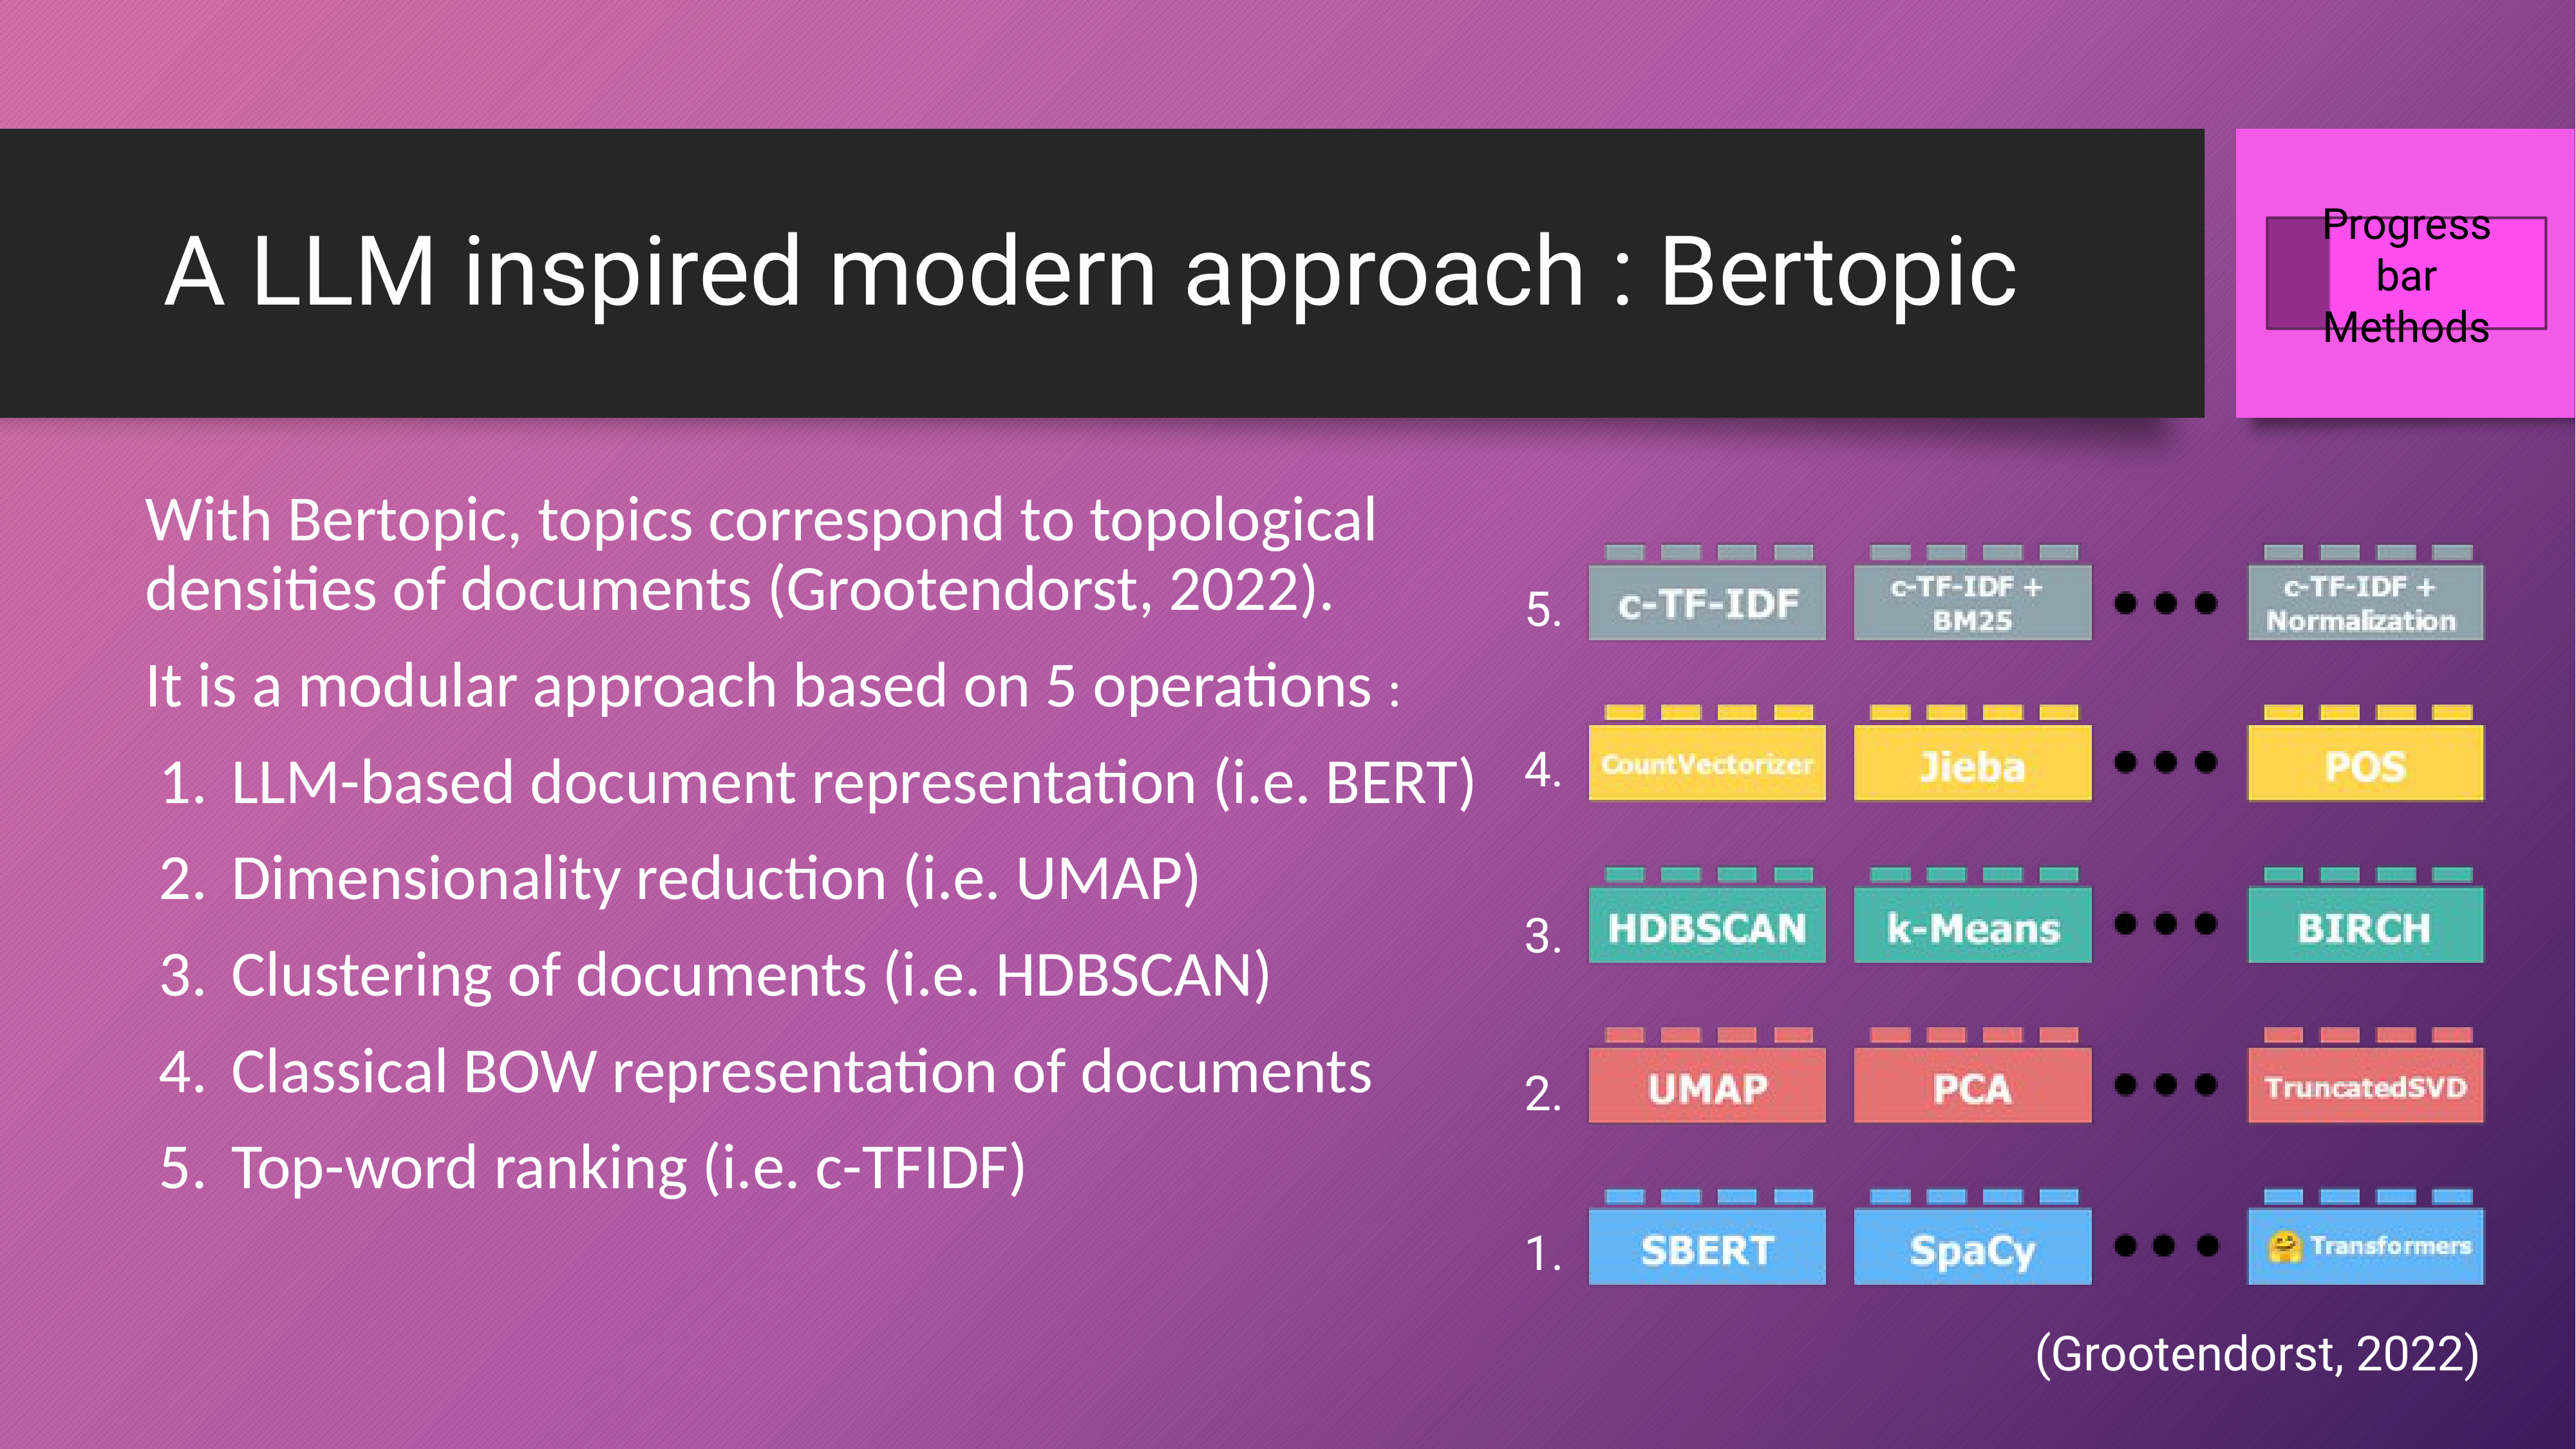 A LLM inspired modern approach : Bertopic
Progress
bar
Methods
With Bertopic, topics correspond to topological
densities of documents (Grootendorst, 2022).
It is a modular approach based on 5 operations :
1. LLM-based document representation (i.e. BERT)
2. Dimensionality reduction (i.e. UMAP)
3. Clustering of documents (i.e. HDBSCAN)
4. Classical BOW representation of documents
5. Top-word ranking (i.e. c-TFIDF)
5. c-TF-IDF
c-TF-IDF +
BM25
c-TF-IDF +
Normalization
4. CountVectorizer Jieba POS
3. HDBSCAN k-Means BIRCH
2. UMAP PCA TruncatedSVD
1. SBERT SpaCy 🤗 Transformers
(Grootendorst, 2022)